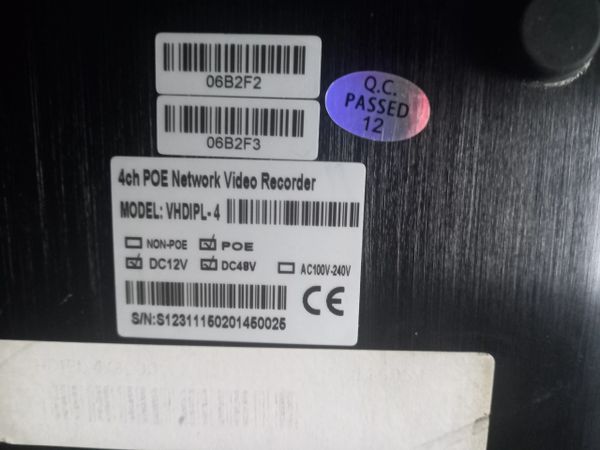 06B2F2
06B2F3
Q.C.
PASSED
12
4ch POE Network Video Recorder
MODEL: VHDIPL-4
NON-POE POE
DC12V DC48V AC100V-240V
CE
S/N:S12311150201450025